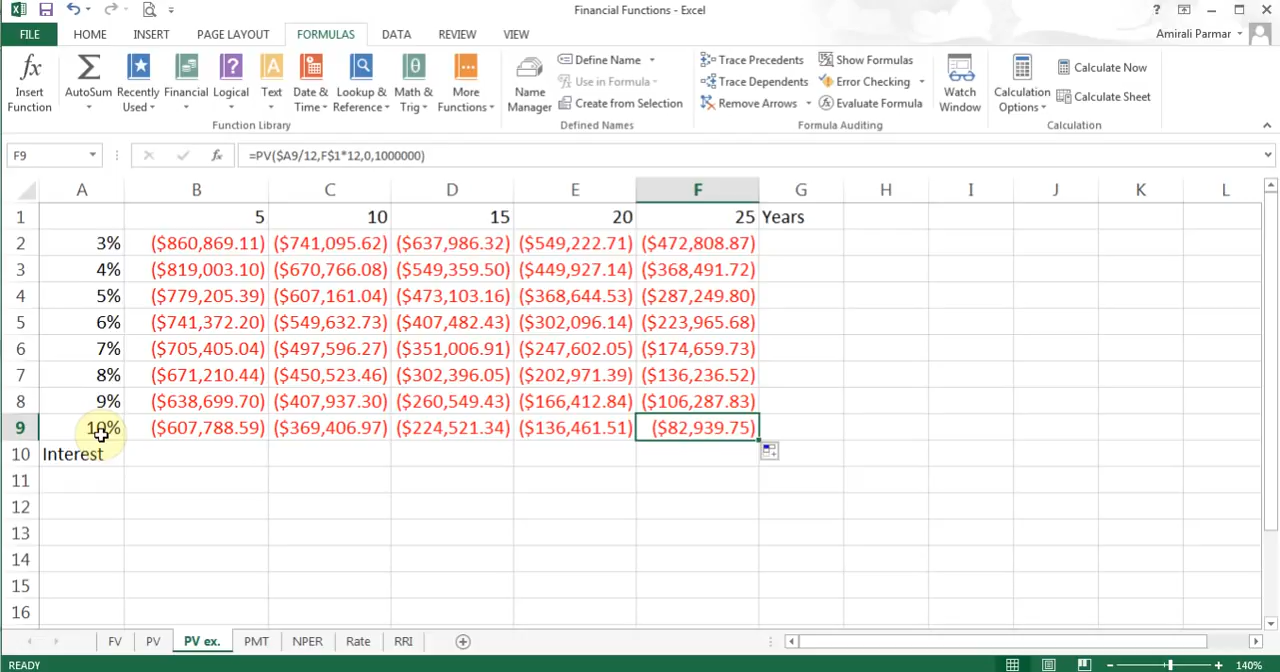 Financial Functions - Excel
?
FILE HOME INSERT PAGE LAYOUT FORMULAS DATA REVIEW VIEW
Amirali Parmar
fx Insert Function
Σ AutoSum
Recently Used
Financial
Logical
Text
Date & Time
Lookup & Reference
Math & Trig
More Functions
Function Library
Name Manager
Define Name
Use in Formula
Create from Selection
Defined Names
Trace Precedents
Trace Dependents
Remove Arrows
Show Formulas
Error Checking
Evaluate Formula
Formula Auditing
Watch Window
Calculation Options
Calculate Now
Calculate Sheet
Calculation
F9 fx =PV($A9/12,F$1*12,0,1000000)
A B C D E F G H I J K L
1 5 10 15 20 25 Years
2 3% ($860,869.11) ($741,095.62) ($637,986.32) ($549,222.71) ($472,808.87)
3 4% ($819,003.10) ($670,766.08) ($549,359.50) ($449,927.14) ($368,491.72)
4 5% ($779,205.39) ($607,161.04) ($473,103.16) ($368,644.53) ($287,249.80)
5 6% ($741,372.20) ($549,632.73) ($407,482.43) ($302,096.14) ($223,965.68)
6 7% ($705,405.04) ($497,596.27) ($351,006.91) ($247,602.05) ($174,659.73)
7 8% ($671,210.44) ($450,523.46) ($302,396.05) ($202,971.39) ($136,236.52)
8 9% ($638,699.70) ($407,937.30) ($260,549.43) ($166,412.84) ($106,287.83)
9 10% ($607,788.59) ($369,406.97) ($224,521.34) ($136,461.51) ($82,939.75)
10 Interest
11
12
13
14
15
16
FV PV PV ex. PMT NPER Rate RRI
READY 140%